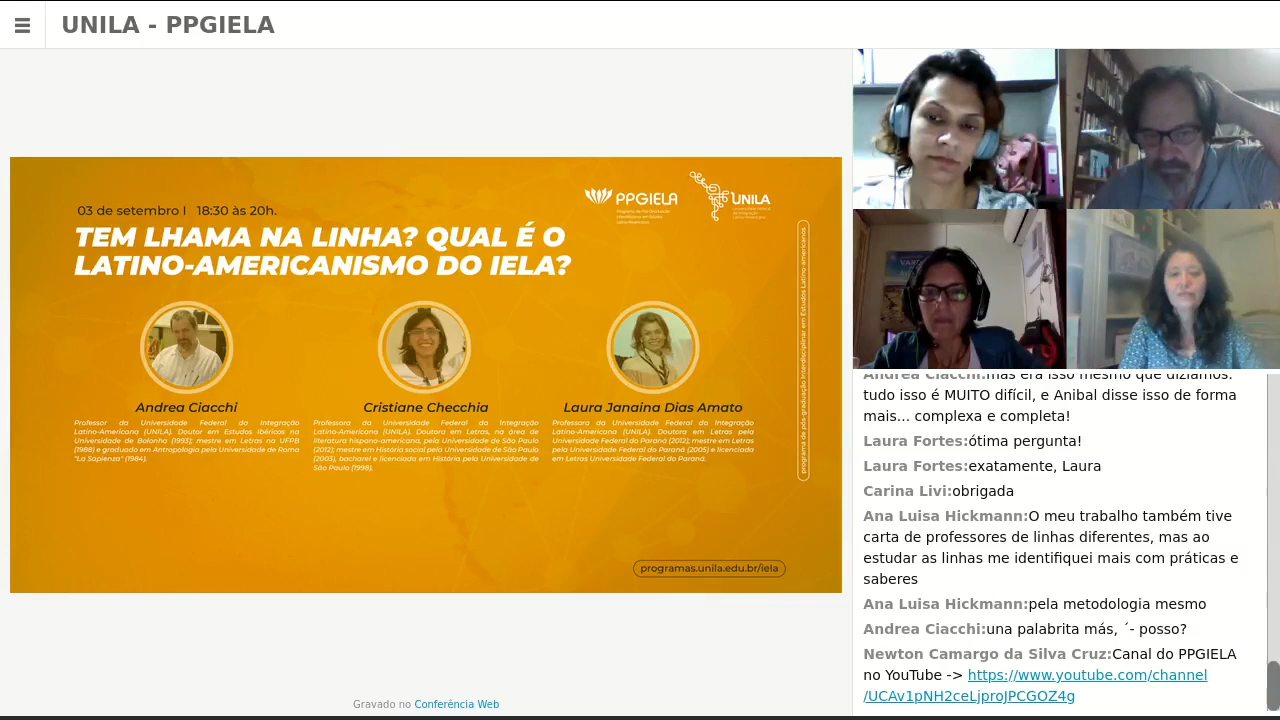 UNILA - PPGIELA
03 de setembro I 18:30 às 20h.
PPGIELA
UNILA
TEM LHAMA NA LINHA? QUAL É O
LATINO-AMERICANISMO DO IELA?
programa de pós-graduação Interdisciplinar em Estudos Latino-americanos
Andrea Ciacchi
Professor da Universidade Federal da Integração
Latino-Americana (UNILA). Doutor em Estudos Ibéricos na
Universidade de Bolonha (1993); mestre em Letras na UFPB
(1988) e graduado em Antropologia pela Universidade de Roma
"La Sapienza" (1984).
Cristiane Checchia
Professora da Universidade Federal da Integração
Latino-Americana (UNILA). Doutora em Letras, na área de
literatura hispano-americana, pela Universidade de São Paulo
(2012); mestre em História social pela Universidade de São Paulo
(2003), bacharel e licenciada em História pela Universidade de
São Paulo (1998).
Laura Janaina Dias Amato
Professora da Universidade Federal da Integração
Latino-Americana (UNILA). Doutora em Letras pela
Universidade Federal do Paraná (2012); mestre em Letras
pela Universidade Federal do Paraná (2005) e licenciada
em Letras Universidade Federal do Paraná.
programas.unila.edu.br/iela
Gravado no Conferência Web
Andrea Ciacchi:mas era isso mesmo que dizíamos:
tudo isso é MUITO difícil, e Anibal disse isso de forma
mais... complexa e completa!
Laura Fortes:ótima pergunta!
Laura Fortes:exatamente, Laura
Carina Livi:obrigada
Ana Luisa Hickmann:O meu trabalho também tive
carta de professores de linhas diferentes, mas ao
estudar as linhas me identifiquei mais com práticas e
saberes
Ana Luisa Hickmann:pela metodologia mesmo
Andrea Ciacchi:una palabrita más, ´- posso?
Newton Camargo da Silva Cruz:Canal do PPGIELA
no YouTube -> https://www.youtube.com/channel
/UCAv1pNH2ceLjproJPCGOZ4g